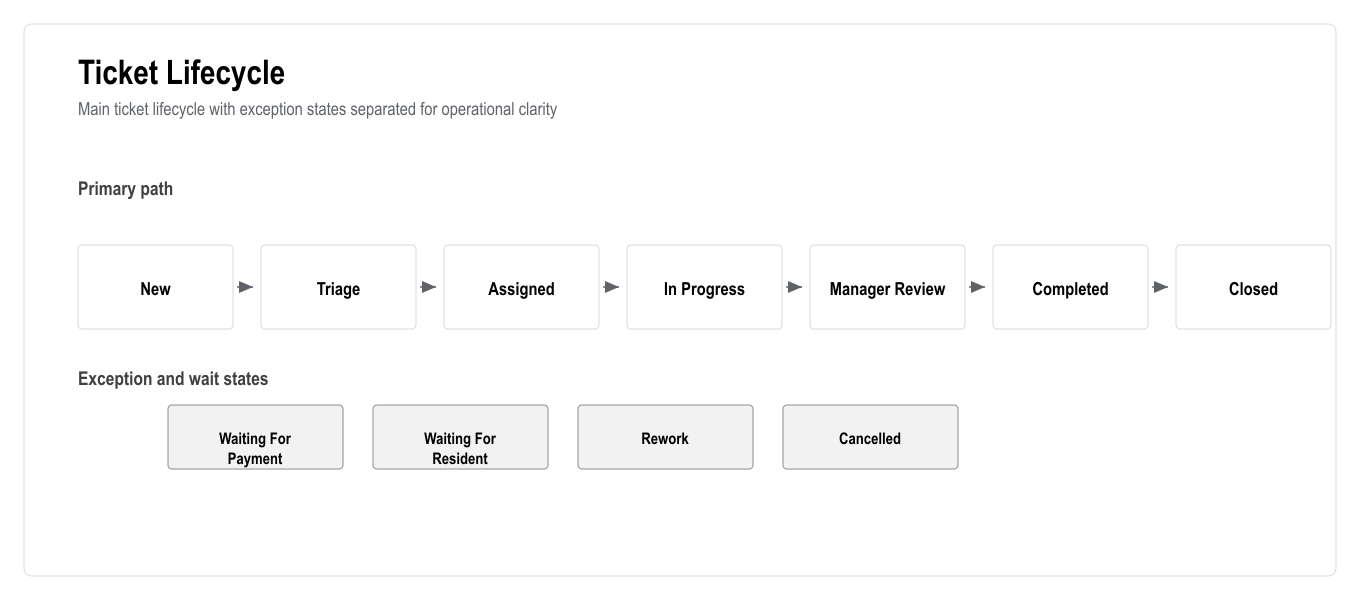 Ticket Lifecycle
Main ticket lifecycle with exception states separated for operational clarity
Primary path
New
Triage
Assigned
In Progress
Manager Review
Completed
Closed
Exception and wait states
Waiting For
Payment
Waiting For
Resident
Rework
Cancelled